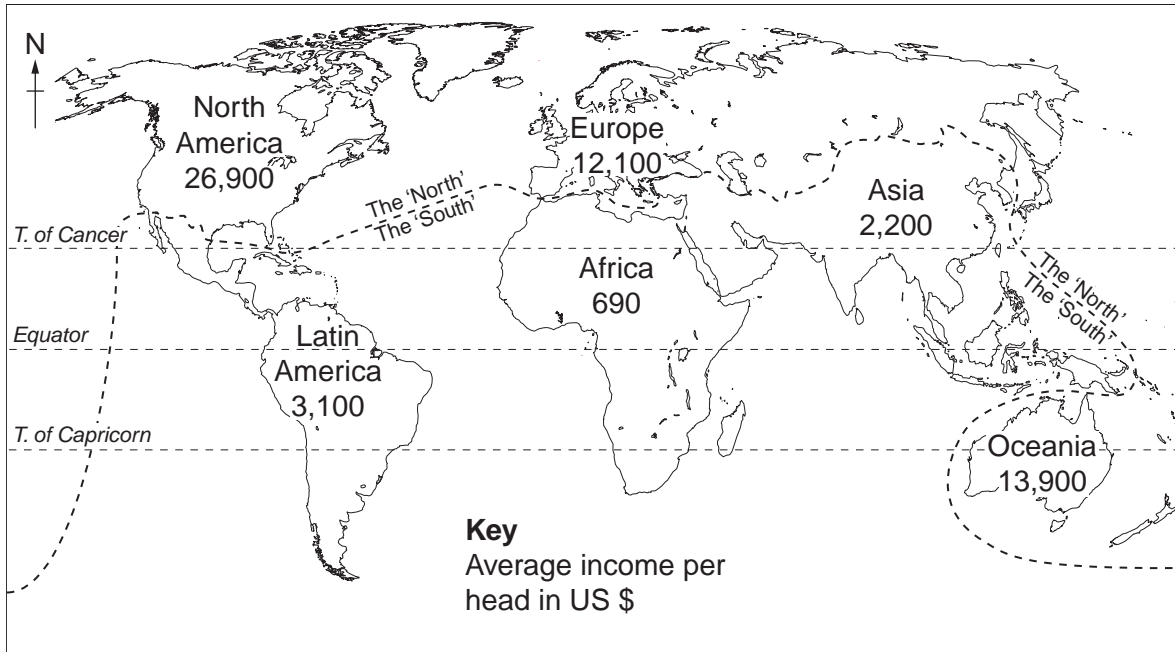 N
North
America
26,900
Europe
12,100
The ‘North’
The ‘South’
Asia
2,200
T. of Cancer
Africa
690
The ‘North’
The ‘South’
Equator
Latin
America
3,100
T. of Capricorn
Oceania
13,900
Key
Average income per
head in US $